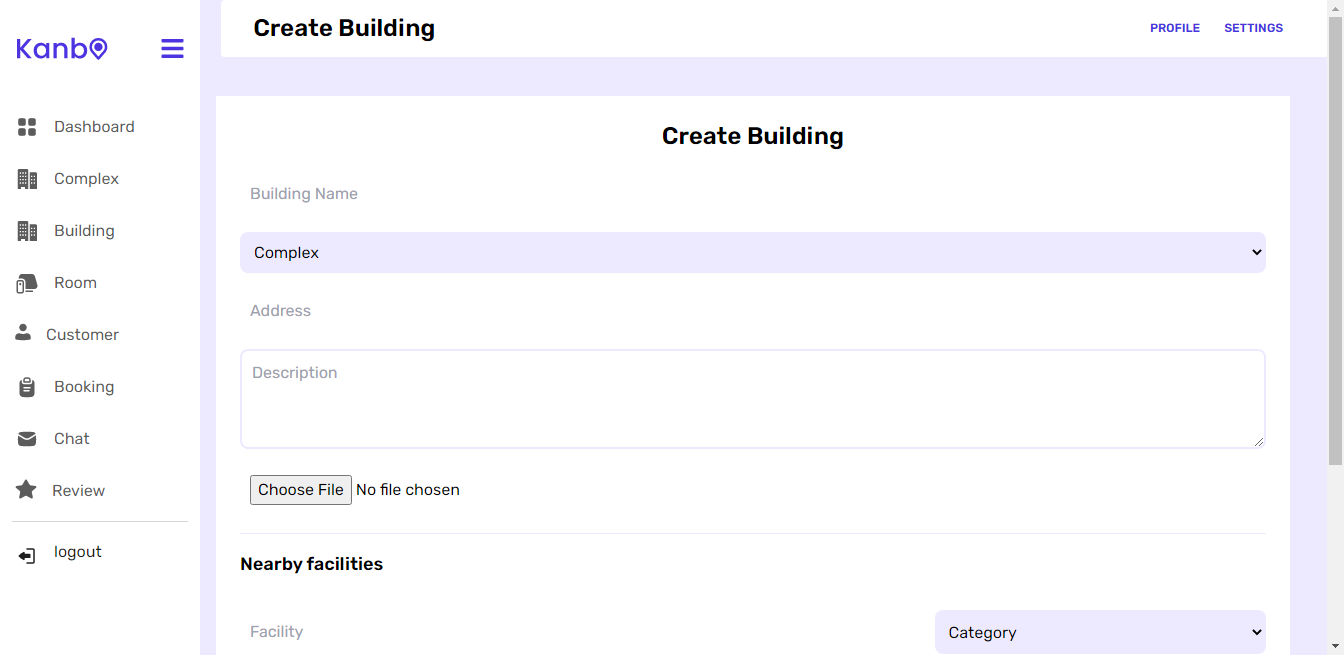 Kanbo
Create Building
PROFILE
SETTINGS
Dashboard
Complex
Building
Room
Customer
Booking
Chat
Review
logout
Create Building
Building Name
Complex
Address
Description
Choose File No file chosen
Nearby facilities
Facility
Category